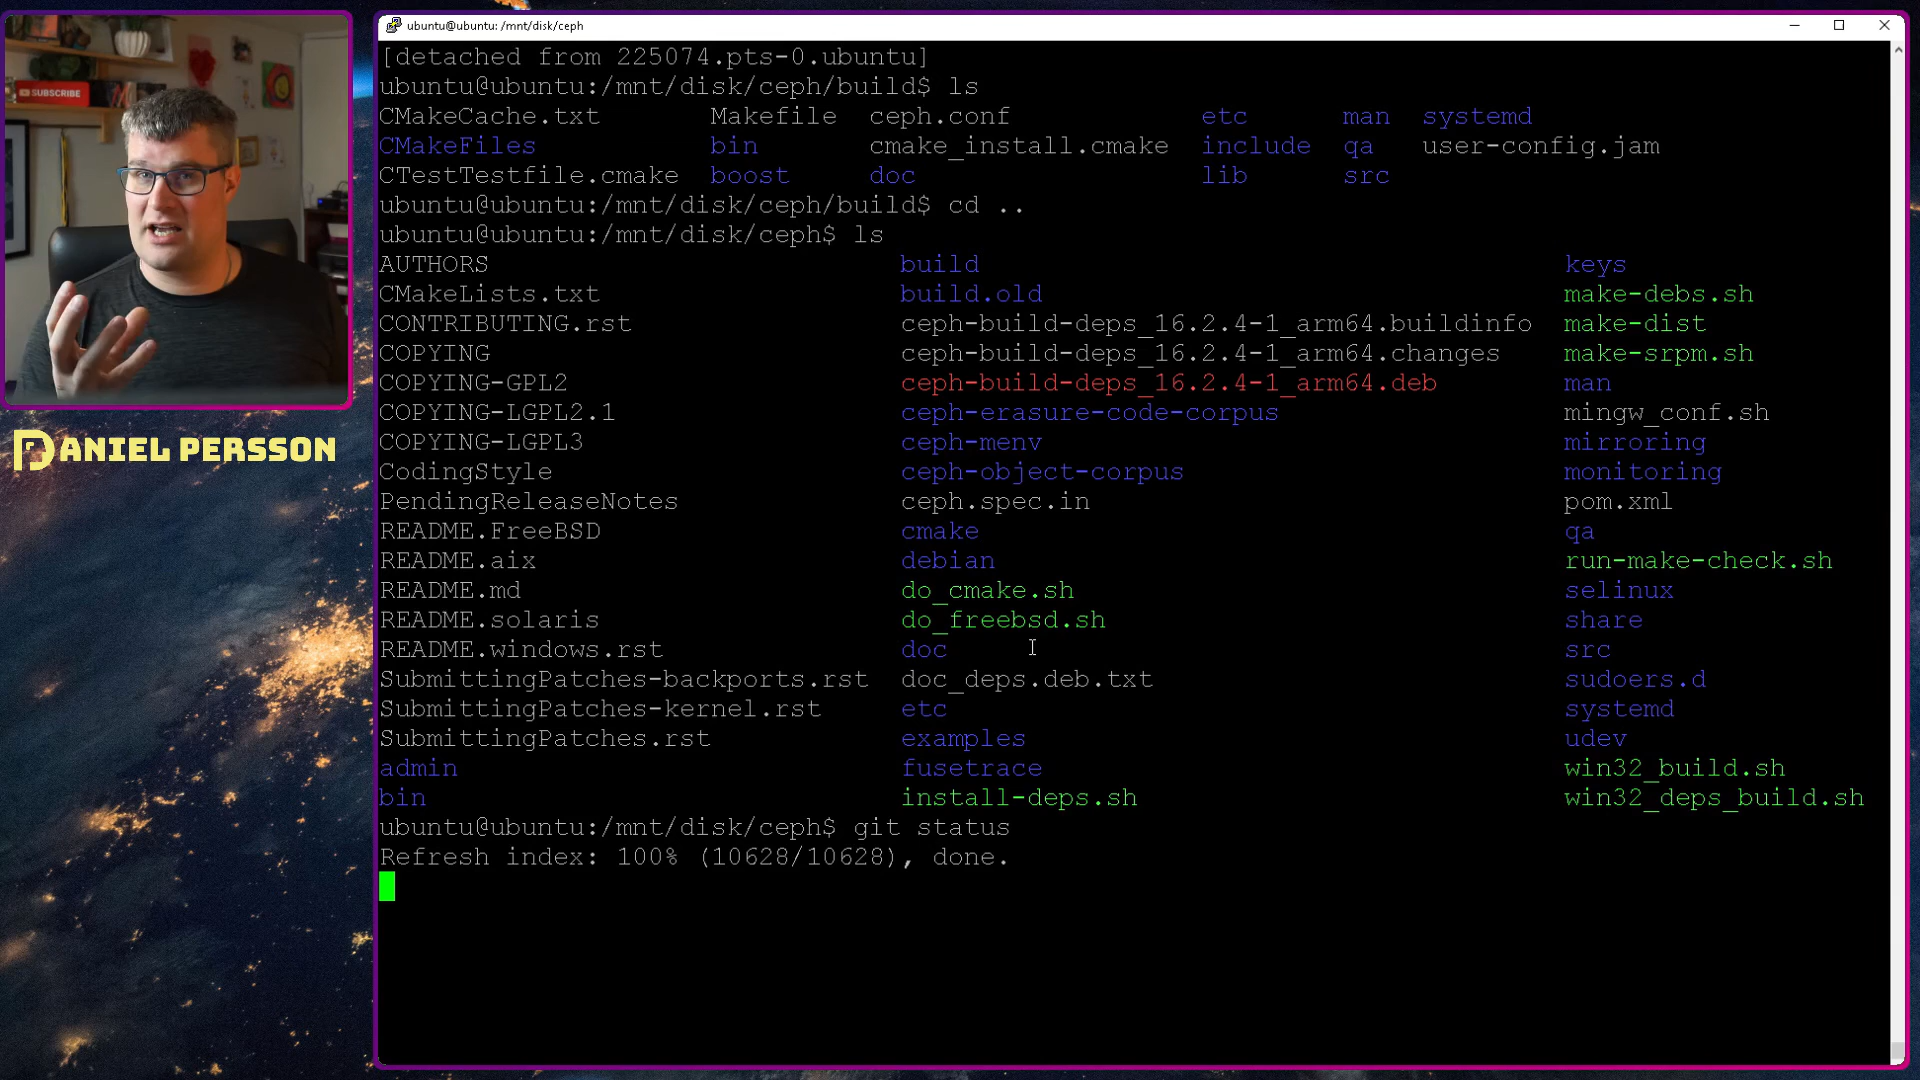 ubuntu@ubuntu: /mnt/disk/ceph
[detached from 225074.pts-0.ubuntu]
ubuntu@ubuntu:/mnt/disk/ceph/build$ ls
CMakeCache.txt Makefile ceph.conf etc man systemd
CMakeFiles bin cmake_install.cmake include qa user-config.jam
CTestTestfile.cmake boost doc lib src
ubuntu@ubuntu:/mnt/disk/ceph/build$ cd ..
ubuntu@ubuntu:/mnt/disk/ceph$ ls
AUTHORS build keys
CMakeLists.txt build.old make-debs.sh
CONTRIBUTING.rst ceph-build-deps_16.2.4-1_arm64.buildinfo make-dist
COPYING ceph-build-deps_16.2.4-1_arm64.changes make-srpm.sh
COPYING-GPL2 ceph-build-deps_16.2.4-1_arm64.deb man
COPYING-LGPL2.1 ceph-erasure-code-corpus mingw_conf.sh
COPYING-LGPL3 ceph-menv mirroring
CodingStyle ceph-object-corpus monitoring
PendingReleaseNotes ceph.spec.in pom.xml
README.FreeBSD cmake qa
README.aix debian run-make-check.sh
README.md do_cmake.sh selinux
README.solaris do_freebsd.sh share
README.windows.rst doc src
SubmittingPatches-backports.rst doc_deps.deb.txt sudoers.d
SubmittingPatches-kernel.rst etc systemd
SubmittingPatches.rst examples udev
admin fusetrace win32_build.sh
bin install-deps.sh win32_deps_build.sh
ubuntu@ubuntu:/mnt/disk/ceph$ git status
Refresh index: 100% (10628/10628), done.
SUBSCRIBE
DANIEL PERSSON